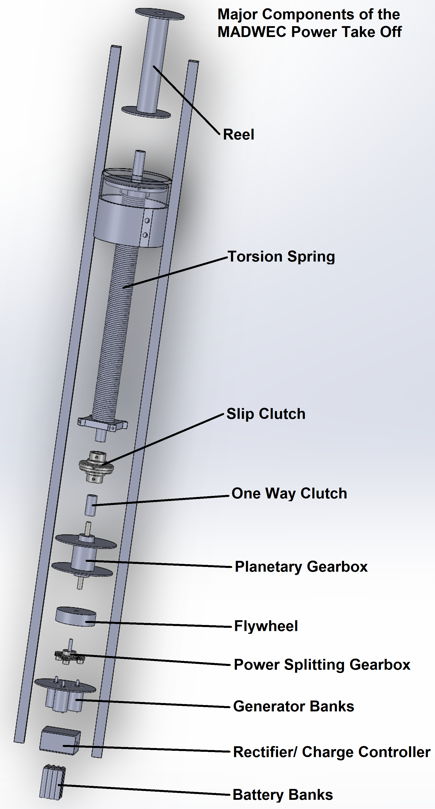 Major Components of the
MADWEC Power Take Off
Reel
Torsion Spring
Slip Clutch
One Way Clutch
Planetary Gearbox
Flywheel
Power Splitting Gearbox
Generator Banks
Rectifier/ Charge Controller
Battery Banks